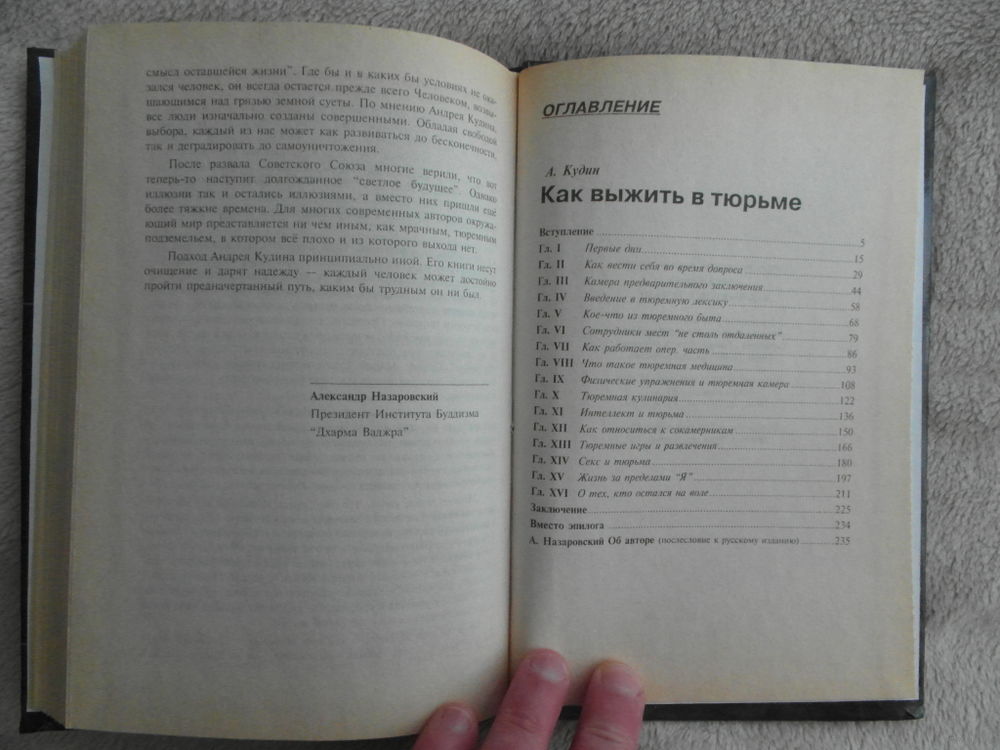 смысл оставшейся жизни”. Где бы и в каких бы условиях не ока-
зался человек, он всегда остается прежде всего Человеком, возвы-
шающимся над грязью земной суеты. По мнению Андрея Кудина,
все люди изначально созданы совершенными. Обладая свободой
выбора, каждый из нас может как развиваться до бесконечности,
так и деградировать до самоуничтожения.
После развала Советского Союза многие верили, что вот
теперь-то наступит долгожданное “светлое будущее”. Однако
иллюзии так и остались иллюзиями, а вместо них пришли ещё
более тяжкие времена. Для многих современных авторов окружа-
ющий мир представляется ни чем иным, как мрачным, тюремным
подземельем, в котором всё плохо и из которого выхода нет.
Подход Андрея Кудина принципиально иной. Его книги несут
очищение и дарят надежду — каждый человек может достойно
пройти предначертанный путь, каким бы трудным он ни был.
Александр Назаровский
Президент Института Буддизма
“Дхарма Ваджра”
ОГЛАВЛЕНИЕ
А. Кудин
Как выжить в тюрьме
Вступление 5
Гл. I Первые дни 15
Гл. II Как вести себя во время допроса 29
Гл. III Камера предварительного заключения 44
Гл. IV Введение в тюремную лексику 58
Гл. V Кое-что из тюремного быта 68
Гл. VI Сотрудники мест “не столь отдаленных” 79
Гл. VII Как работает опер. часть 86
Гл. VIII Что такое тюремная медицина 93
Гл. IX Физические упражнения и тюремная камера 108
Гл. X Тюремная кулинария 122
Гл. XI Интеллект и тюрьма 136
Гл. XII Как относиться к сокамерникам 150
Гл. XIII Тюремные игры и развлечения 166
Гл. XIV Секс и тюрьма 180
Гл. XV Жизнь за пределами “Я” 197
Гл. XVI О тех, кто остался на воле 211
Заключение 225
Вместо эпилога 234
А. Назаровский Об авторе (послесловие к русскому изданию) 235